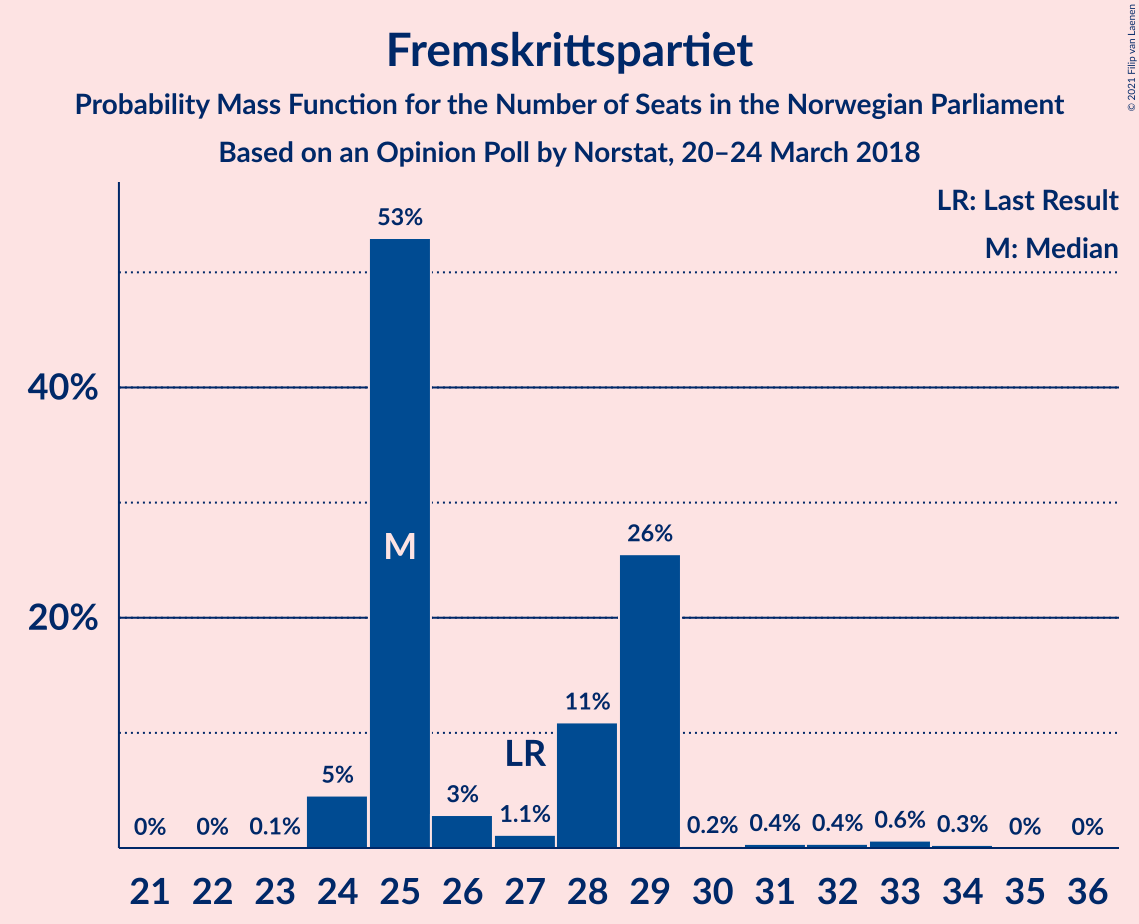 Fremskrittspartiet
Probability Mass Function for the Number of Seats in the Norwegian Parliament
Based on an Opinion Poll by Norstat, 20–24 March 2018
© 2021 Filip van Laenen
LR: Last Result
M: Median
53%
40%
M
26%
20%
11%
LR
5%
3%
1.1%
0% 0% 0.1% 0.2% 0.4% 0.4% 0.6% 0.3% 0% 0%
21 22 23 24 25 26 27 28 29 30 31 32 33 34 35 36